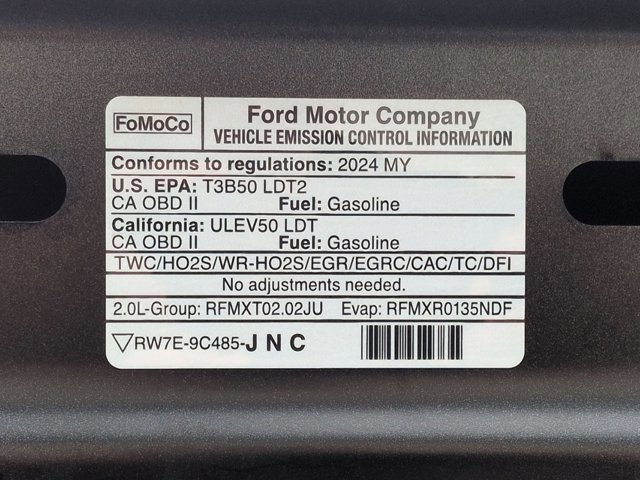 FoMoCo
Ford Motor Company
VEHICLE EMISSION CONTROL INFORMATION
Conforms to regulations: 2024 MY
U.S. EPA: T3B50 LDT2
CA OBD II Fuel: Gasoline
California: ULEV50 LDT
CA OBD II Fuel: Gasoline
TWC/HO2S/WR-HO2S/EGR/EGRC/CAC/TC/DFI
No adjustments needed.
2.0L-Group: RFMXT02.02JU Evap: RFMXR0135NDF
▽RW7E-9C485-J N C